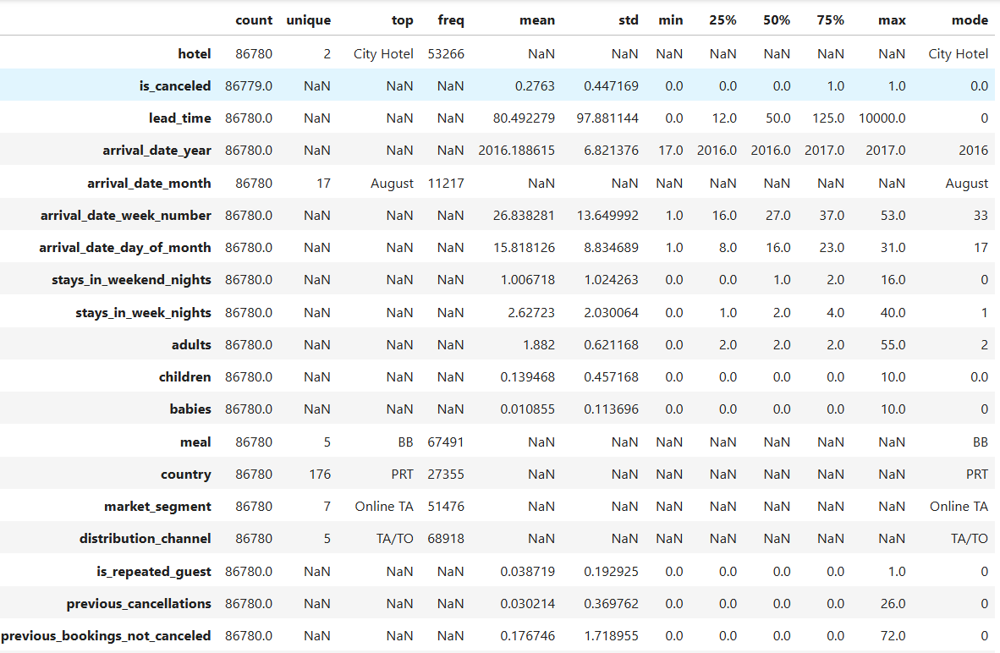 count unique top freq mean std min 25% 50% 75% max mode
hotel 86780 2 City Hotel 53266 NaN NaN NaN NaN NaN NaN NaN City Hotel
is_canceled 86779.0 NaN NaN NaN 0.2763 0.447169 0.0 0.0 0.0 1.0 1.0 0.0
lead_time 86780.0 NaN NaN NaN 80.492279 97.881144 0.0 12.0 50.0 125.0 10000.0 0
arrival_date_year 86780.0 NaN NaN NaN 2016.188615 6.821376 17.0 2016.0 2016.0 2017.0 2017.0 2016
arrival_date_month 86780 17 August 11217 NaN NaN NaN NaN NaN NaN NaN August
arrival_date_week_number 86780.0 NaN NaN NaN 26.838281 13.649992 1.0 16.0 27.0 37.0 53.0 33
arrival_date_day_of_month 86780.0 NaN NaN NaN 15.818126 8.834689 1.0 8.0 16.0 23.0 31.0 17
stays_in_weekend_nights 86780.0 NaN NaN NaN 1.006718 1.024263 0.0 0.0 1.0 2.0 16.0 0
stays_in_week_nights 86780.0 NaN NaN NaN 2.62723 2.030064 0.0 1.0 2.0 4.0 40.0 1
adults 86780.0 NaN NaN NaN 1.882 0.621168 0.0 2.0 2.0 2.0 55.0 2
children 86780.0 NaN NaN NaN 0.139468 0.457168 0.0 0.0 0.0 0.0 10.0 0.0
babies 86780.0 NaN NaN NaN 0.010855 0.113696 0.0 0.0 0.0 0.0 10.0 0
meal 86780 5 BB 67491 NaN NaN NaN NaN NaN NaN NaN BB
country 86780 176 PRT 27355 NaN NaN NaN NaN NaN NaN NaN PRT
market_segment 86780 7 Online TA 51476 NaN NaN NaN NaN NaN NaN NaN Online TA
distribution_channel 86780 5 TA/TO 68918 NaN NaN NaN NaN NaN NaN NaN TA/TO
is_repeated_guest 86780.0 NaN NaN NaN 0.038719 0.192925 0.0 0.0 0.0 0.0 1.0 0
previous_cancellations 86780.0 NaN NaN NaN 0.030214 0.369762 0.0 0.0 0.0 0.0 26.0 0
previous_bookings_not_canceled 86780.0 NaN NaN NaN 0.176746 1.718955 0.0 0.0 0.0 0.0 72.0 0